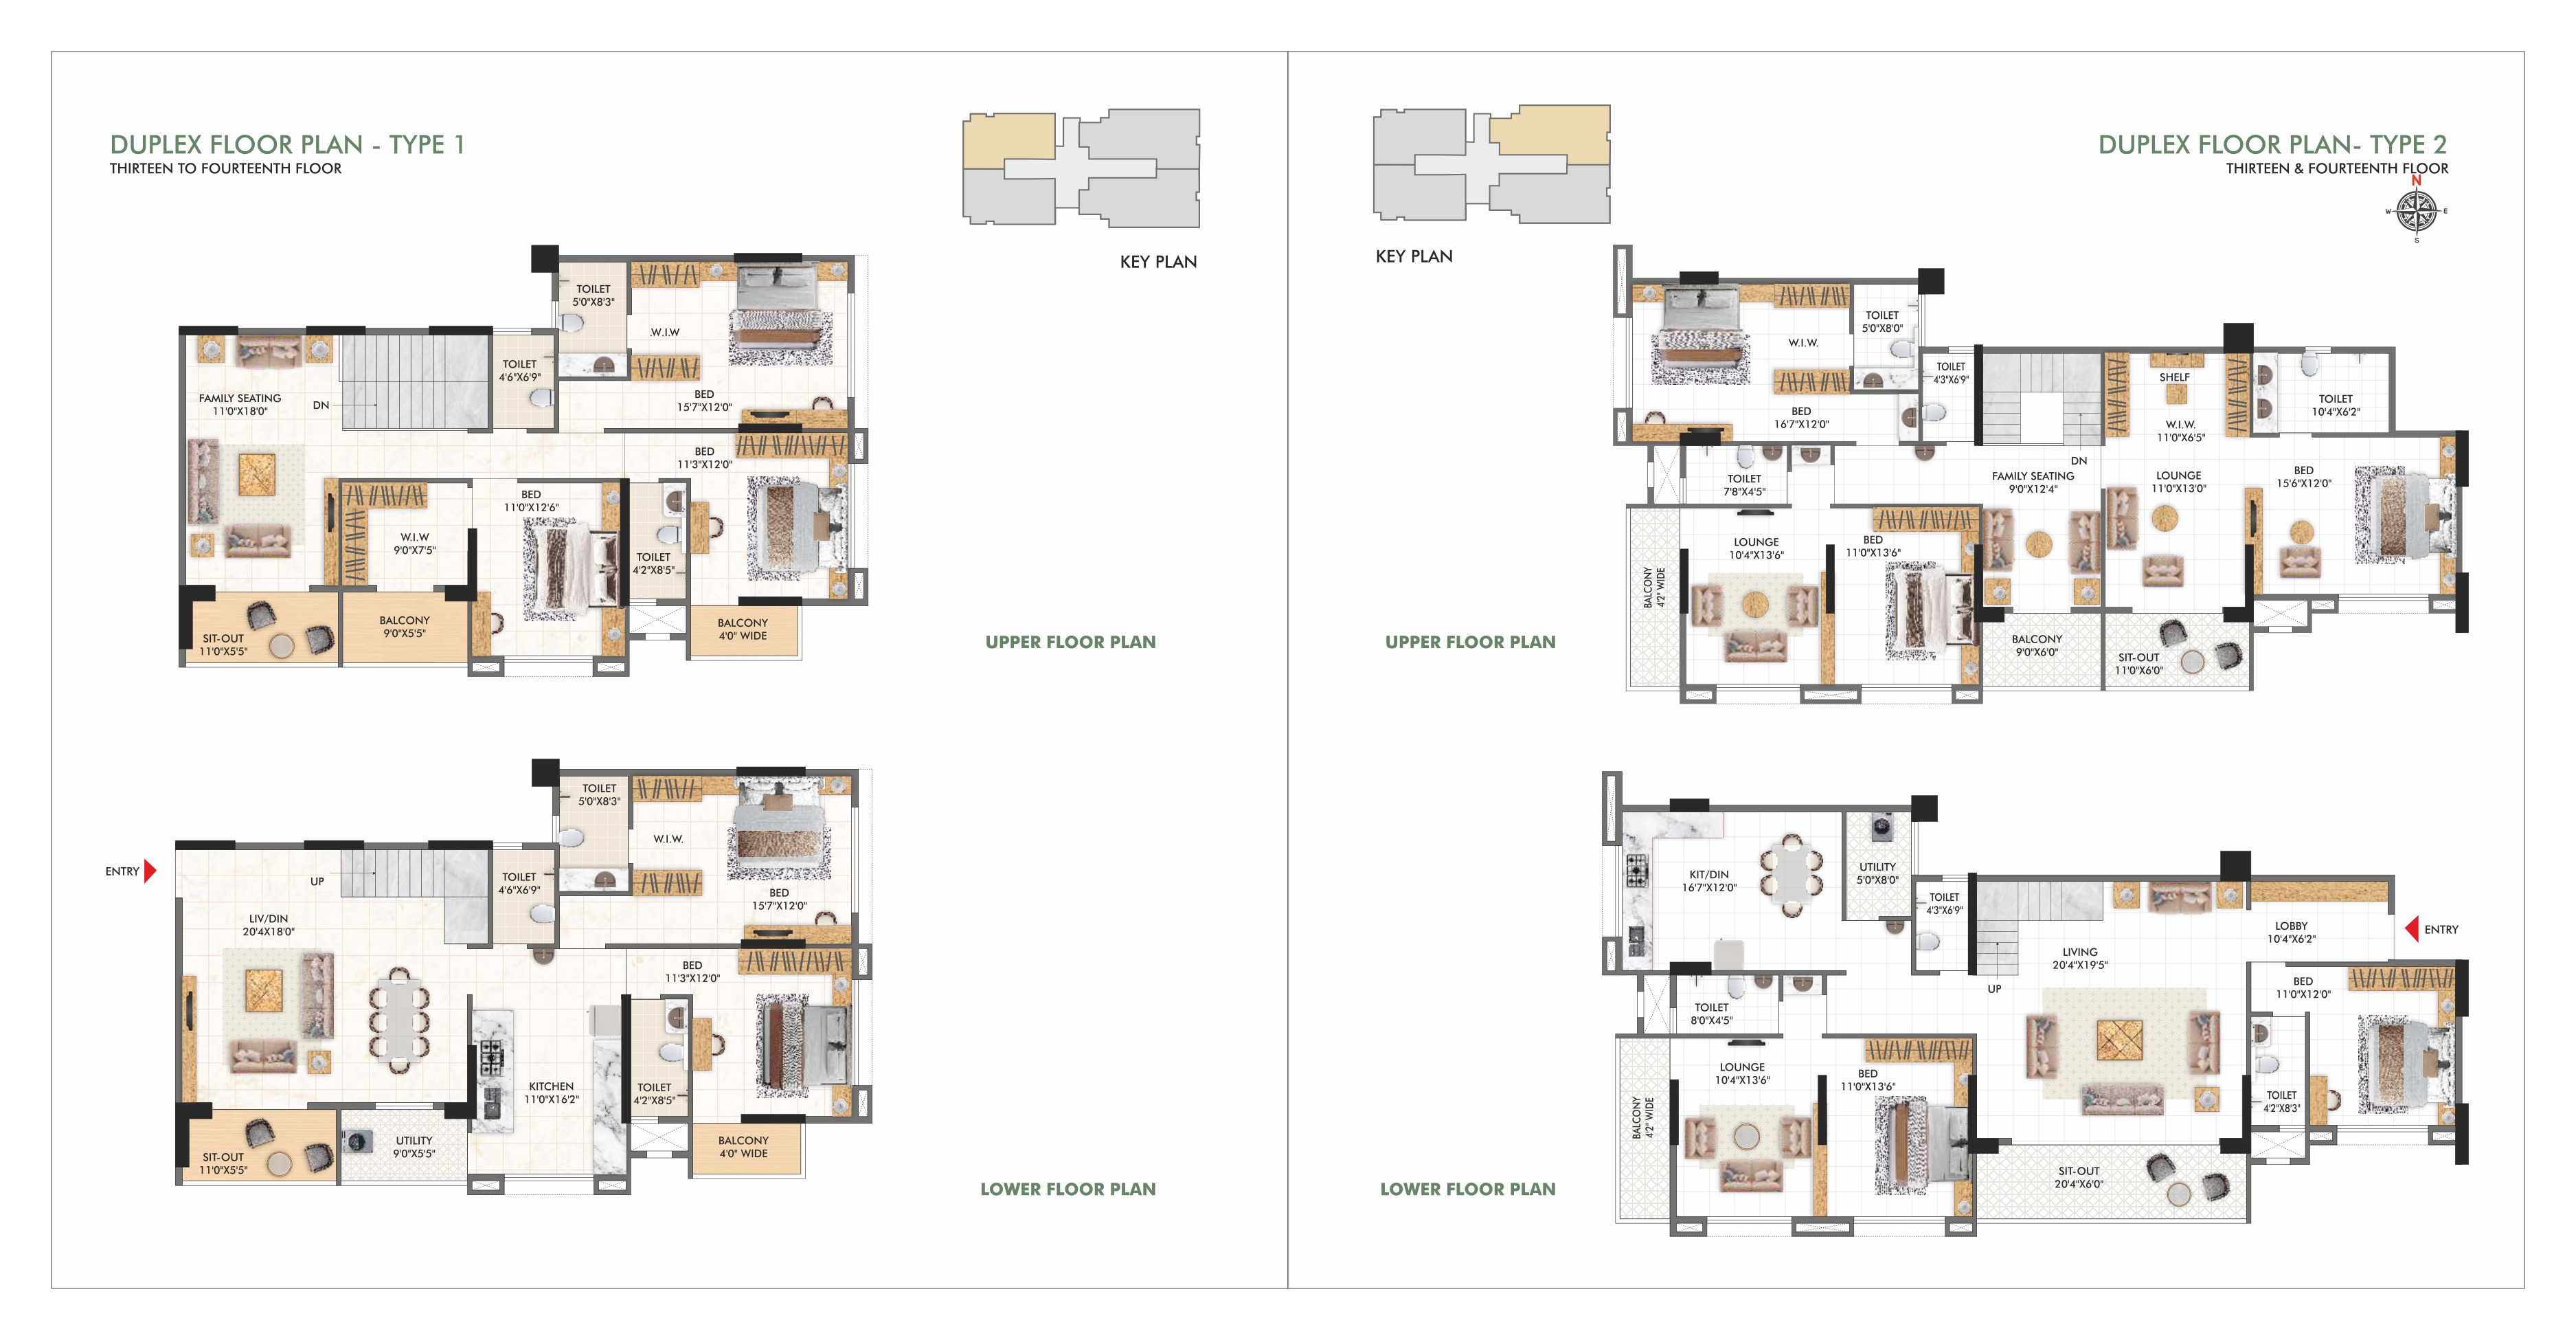 DUPLEX FLOOR PLAN - TYPE 1
THIRTEEN TO FOURTEENTH FLOOR
KEY PLAN
TOILET
5'0"X8'3"
.W.I.W
BED
15'7"X12'0"
TOILET
4'6"X6'9"
FAMILY SEATING
11'0"X18'0"
DN
BED
11'3"X12'0"
BED
11'0"X12'6"
W.I.W
9'0"X7'5"
TOILET
4'2"X8'5"
SIT-OUT
11'0"X5'5"
BALCONY
9'0"X5'5"
BALCONY
4'0" WIDE
UPPER FLOOR PLAN
ENTRY
TOILET
5'0"X8'3"
W.I.W.
BED
15'7"X12'0"
TOILET
4'6"X6'9"
UP
LIV/DIN
20'4X18'0"
BED
11'3"X12'0"
KITCHEN
11'0"X16'2"
TOILET
4'2"X8'5"
SIT-OUT
11'0"X5'5"
UTILITY
9'0"X5'5"
BALCONY
4'0" WIDE
LOWER FLOOR PLAN
DUPLEX FLOOR PLAN- TYPE 2
THIRTEEN & FOURTEENTH FLOOR
N
W
E
S
KEY PLAN
TOILET
5'0"X8'0"
W.I.W.
BED
16'7"X12'0"
TOILET
4'3"X6'9"
SHELF
W.I.W.
11'0"X6'5"
TOILET
10'4"X6'2"
DN
TOILET
7'8"X4'5"
FAMILY SEATING
9'0"X12'4"
LOUNGE
11'0"X13'0"
BED
15'6"X12'0"
LOUNGE
10'4"X13'6"
BED
11'0"X13'6"
BALCONY
4'2" WIDE
BALCONY
9'0"X6'0"
SIT-OUT
11'0"X6'0"
UPPER FLOOR PLAN
KIT/DIN
16'7"X12'0"
UTILITY
5'0"X8'0"
TOILET
4'3"X6'9"
LOBBY
10'4"X6'2"
ENTRY
LIVING
20'4"X19'5"
UP
BED
11'0"X12'0"
TOILET
8'0"X4'5"
LOUNGE
10'4"X13'6"
BED
11'0"X13'6"
TOILET
4'2"X8'3"
BALCONY
4'2" WIDE
SIT-OUT
20'4"X6'0"
LOWER FLOOR PLAN